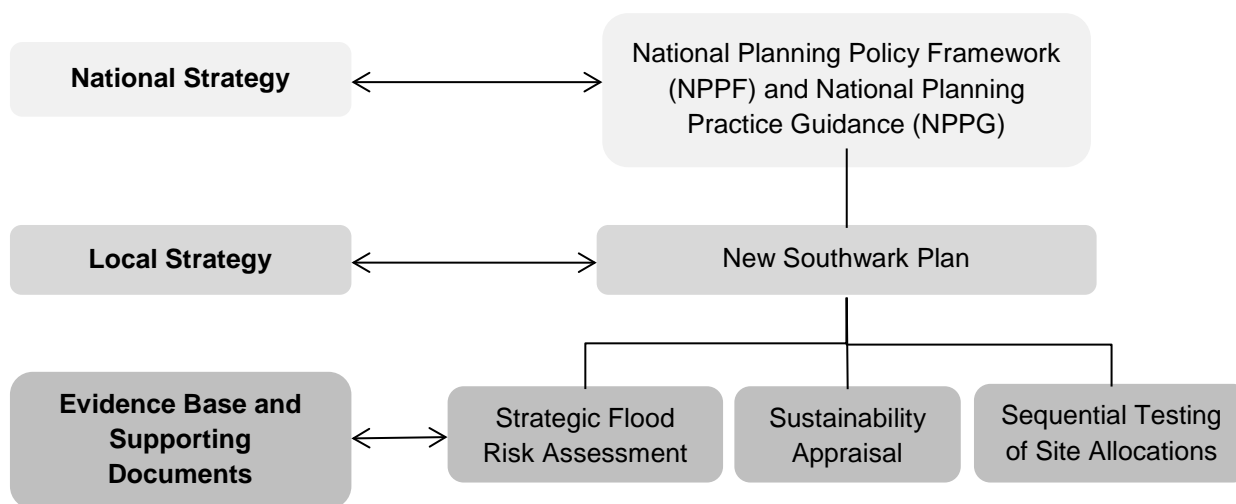 National Strategy
National Planning Policy Framework
(NPPF) and National Planning
Practice Guidance (NPPG)
Local Strategy
New Southwark Plan
Evidence Base and
Supporting
Documents
Strategic Flood
Risk Assessment
Sustainability
Appraisal
Sequential Testing
of Site Allocations